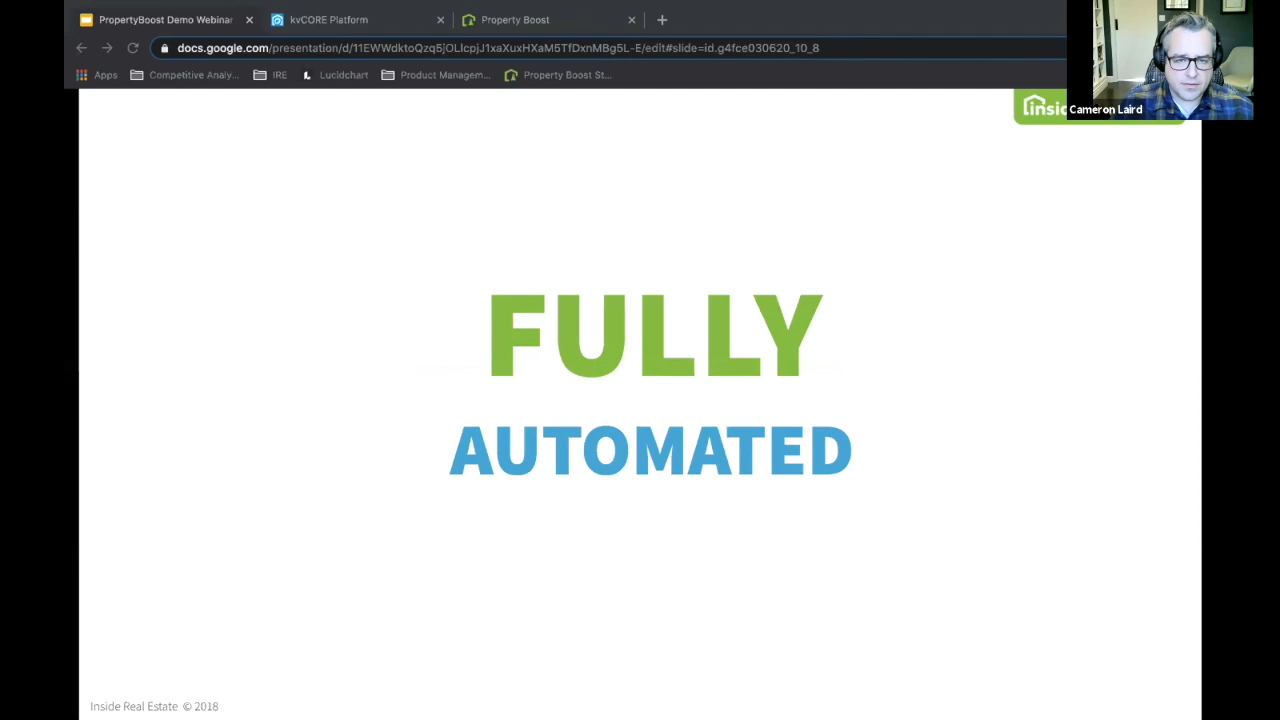 PropertyBoost Demo Webinar
kvCORE Platform
Property Boost
docs.google.com/presentation/d/11EWWdktoQzq5jOLIcpjJ1xaXuxHXaM5TfDxnMBg5L-E/edit#slide=id.g4fce030620_10_8
Apps
Competitive Analy...
IRE
Lucidchart
Product Managem...
Property Boost St...
Cameron Laird
FULLY
AUTOMATED
Inside Real Estate © 2018